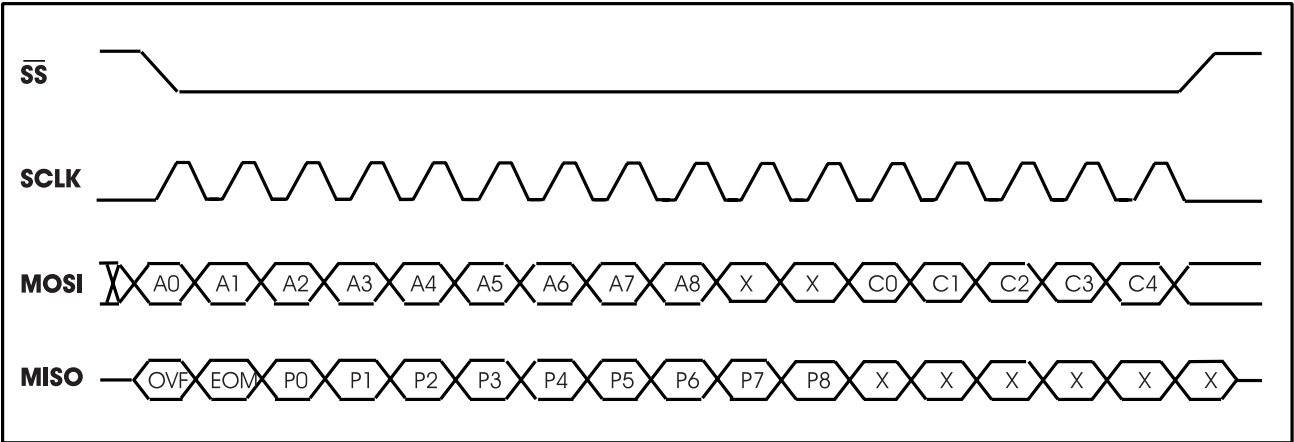 SS
SCLK
MOSI A0 A1 A2 A3 A4 A5 A6 A7 A8 X X C0 C1 C2 C3 C4
MISO OVF EOM P0 P1 P2 P3 P4 P5 P6 P7 P8 X X X X X X